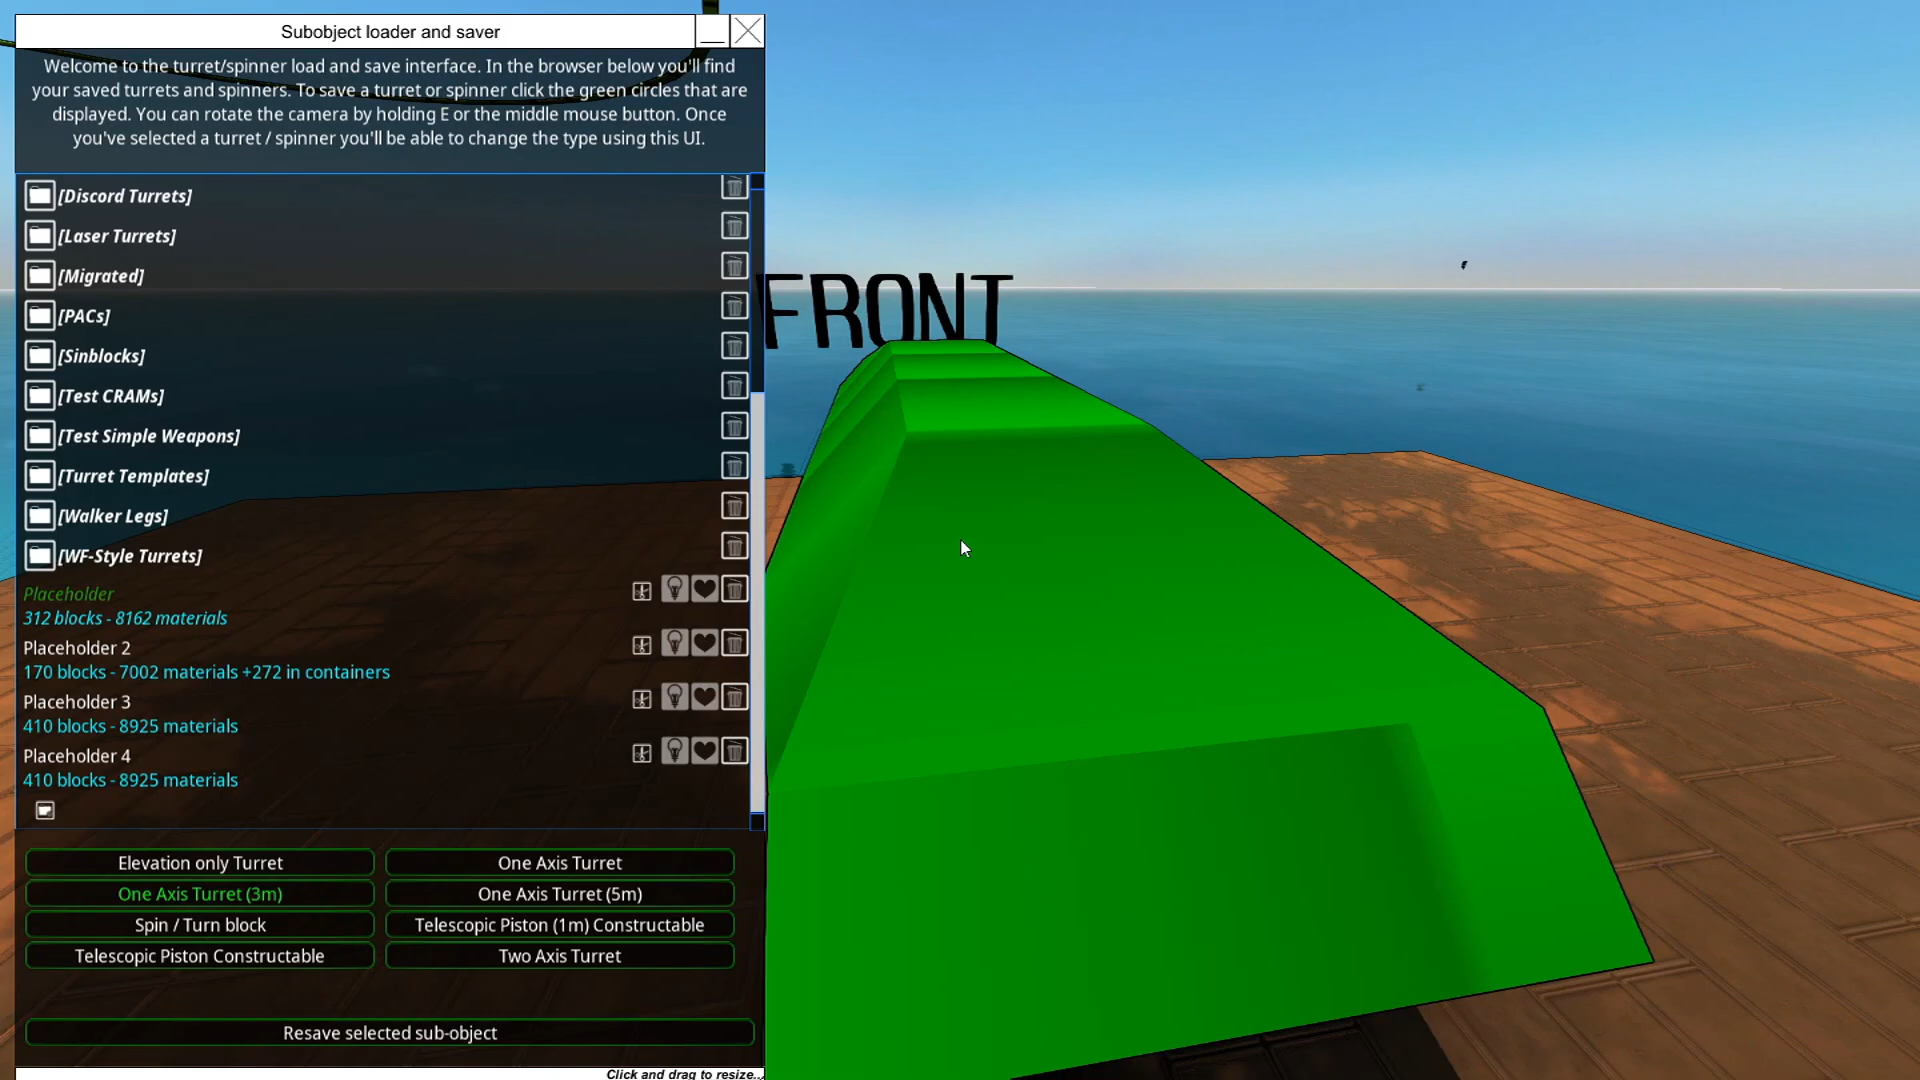 Subobject loader and saver
Welcome to the turret/spinner load and save interface. In the browser below you'll find
your saved turrets and spinners. To save a turret or spinner click the green circles that are
displayed. You can rotate the camera by holding E or the middle mouse button. Once
you've selected a turret / spinner you'll be able to change the type using this UI.
[Discord Turrets]
[Laser Turrets]
[Migrated]
[PACs]
[Sinblocks]
[Test CRAMs]
[Test Simple Weapons]
[Turret Templates]
[Walker Legs]
[WF-Style Turrets]
Placeholder
312 blocks - 8162 materials
Placeholder 2
170 blocks - 7002 materials +272 in containers
Placeholder 3
410 blocks - 8925 materials
Placeholder 4
410 blocks - 8925 materials
Elevation only Turret
One Axis Turret
One Axis Turret (3m)
One Axis Turret (5m)
Spin / Turn block
Telescopic Piston (1m) Constructable
Telescopic Piston Constructable
Two Axis Turret
Resave selected sub-object
Click and drag to resize..
FRONT